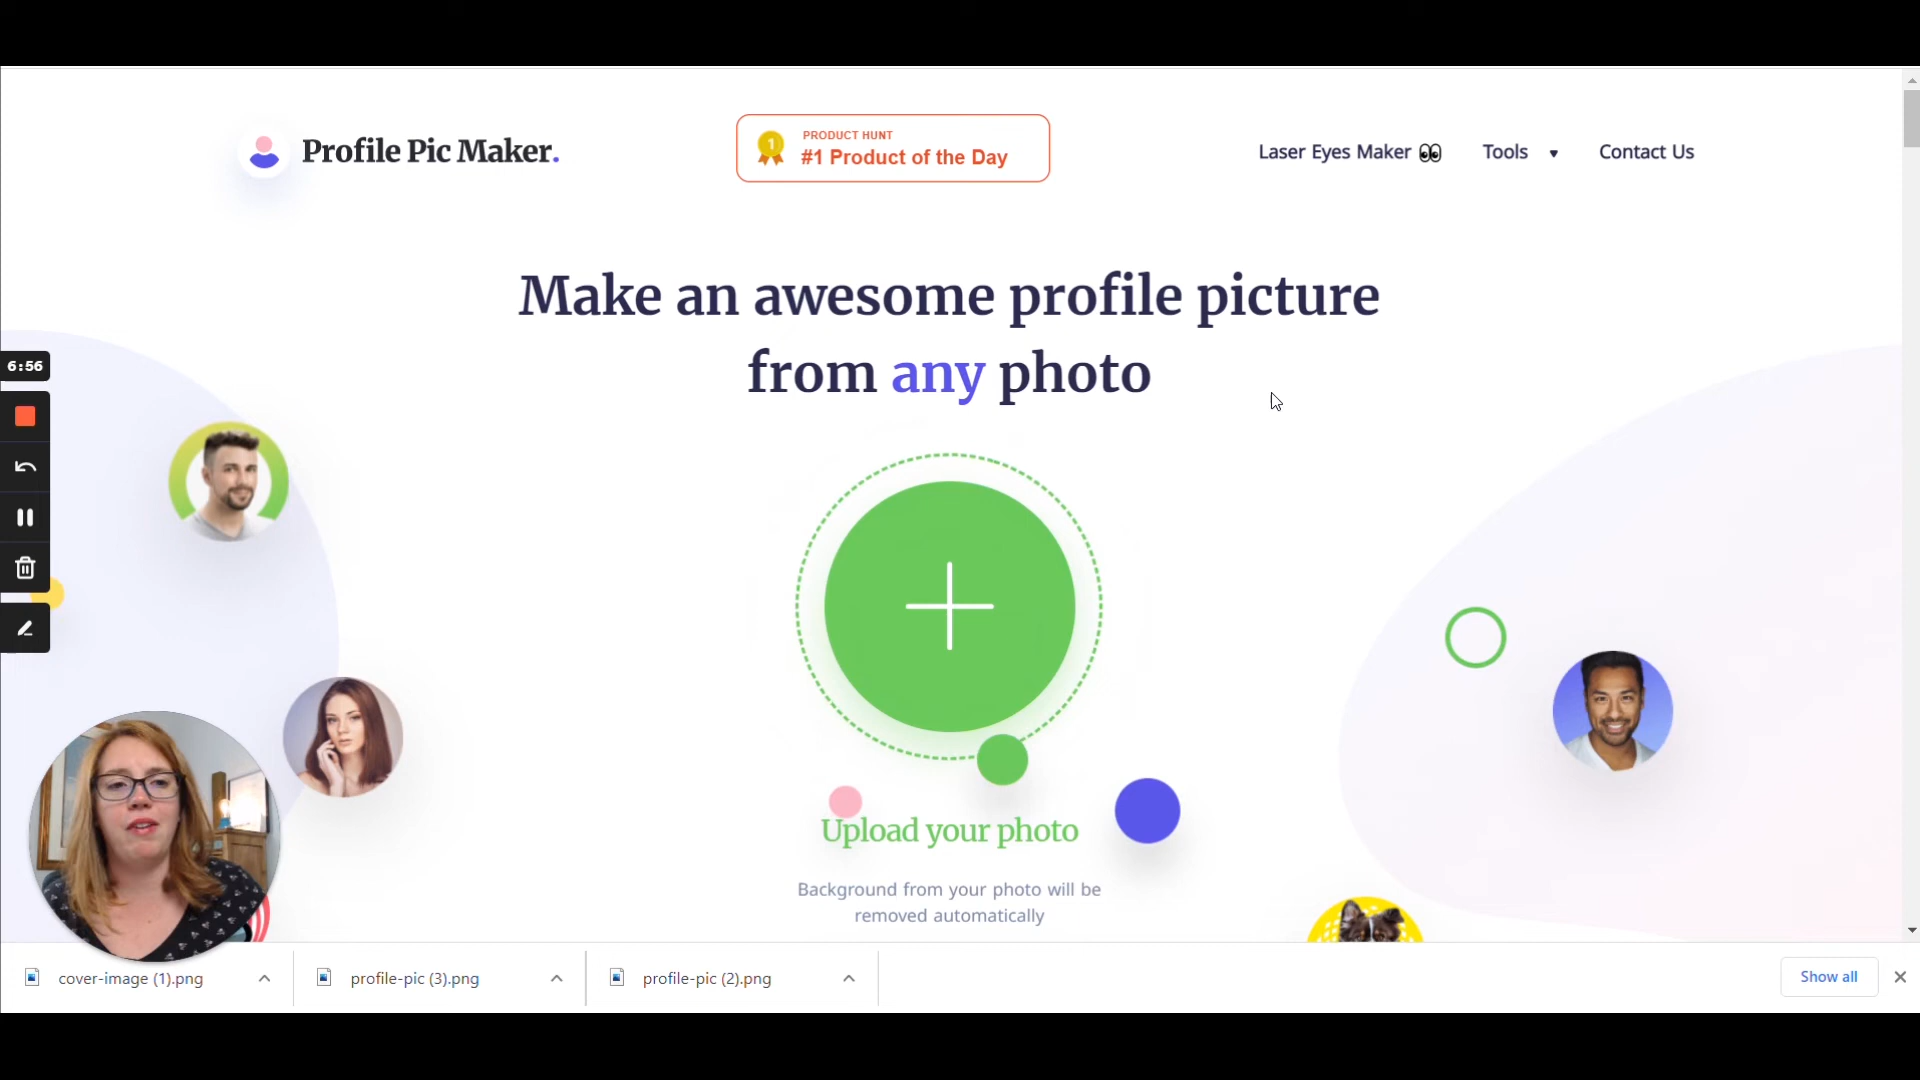 Profile Pic Maker.
1
PRODUCT HUNT
#1 Product of the Day
Laser Eyes Maker
Tools
Contact Us
Make an awesome profile picture
from any photo
6:56
Upload your photo
Background from your photo will be
removed automatically
cover-image (1).png
profile-pic (3).png
profile-pic (2).png
Show all